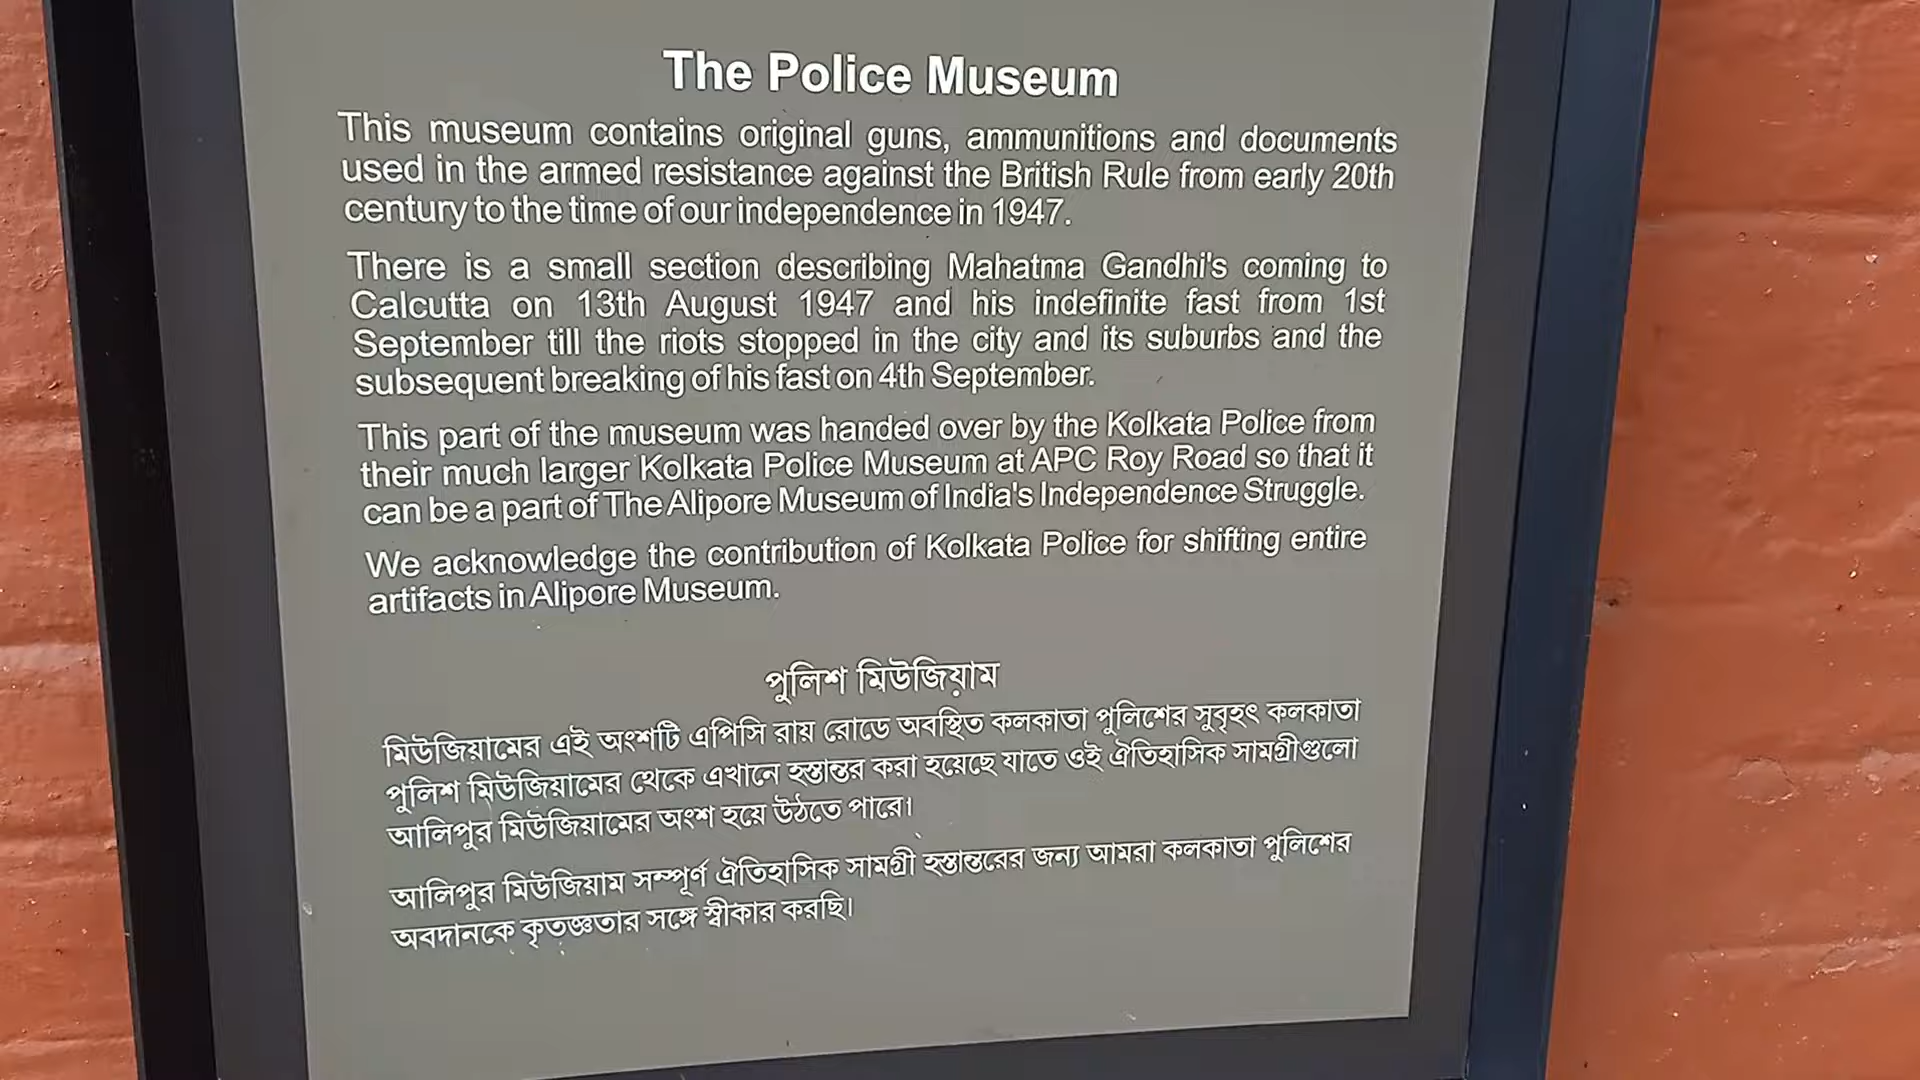 The Police Museum
This museum contains original guns, ammunitions and documents
used in the armed resistance against the British Rule from early 20th
century to the time of our independence in 1947.
There is a small section describing Mahatma Gandhi's coming to
Calcutta on 13th August 1947 and his indefinite fast from 1st
September till the riots stopped in the city and its suburbs and the
subsequent breaking of his fast on 4th September.
This part of the museum was handed over by the Kolkata Police from
their much larger Kolkata Police Museum at APC Roy Road so that it
can be a part of The Alipore Museum of India's Independence Struggle.
We acknowledge the contribution of Kolkata Police for shifting entire
artifacts in Alipore Museum.
পুলিশ মিউজিয়াম
মিউজিয়ামের এই অংশটি এপিসি রায় রোডে অবস্থিত কলকাতা পুলিশের সুবৃহৎ কলকাতা
পুলিশ মিউজিয়ামের থেকে এখানে হস্তান্তর করা হয়েছে যাতে ওই ঐতিহাসিক সামগ্রীগুলো
আলিপুর মিউজিয়ামের অংশ হয়ে উঠতে পারে।
আলিপুর মিউজিয়াম সম্পূর্ণ ঐতিহাসিক সামগ্রী হস্তান্তরের জন্য আমরা কলকাতা পুলিশের
অবদানকে কৃতজ্ঞতার সঙ্গে স্বীকার করছি।